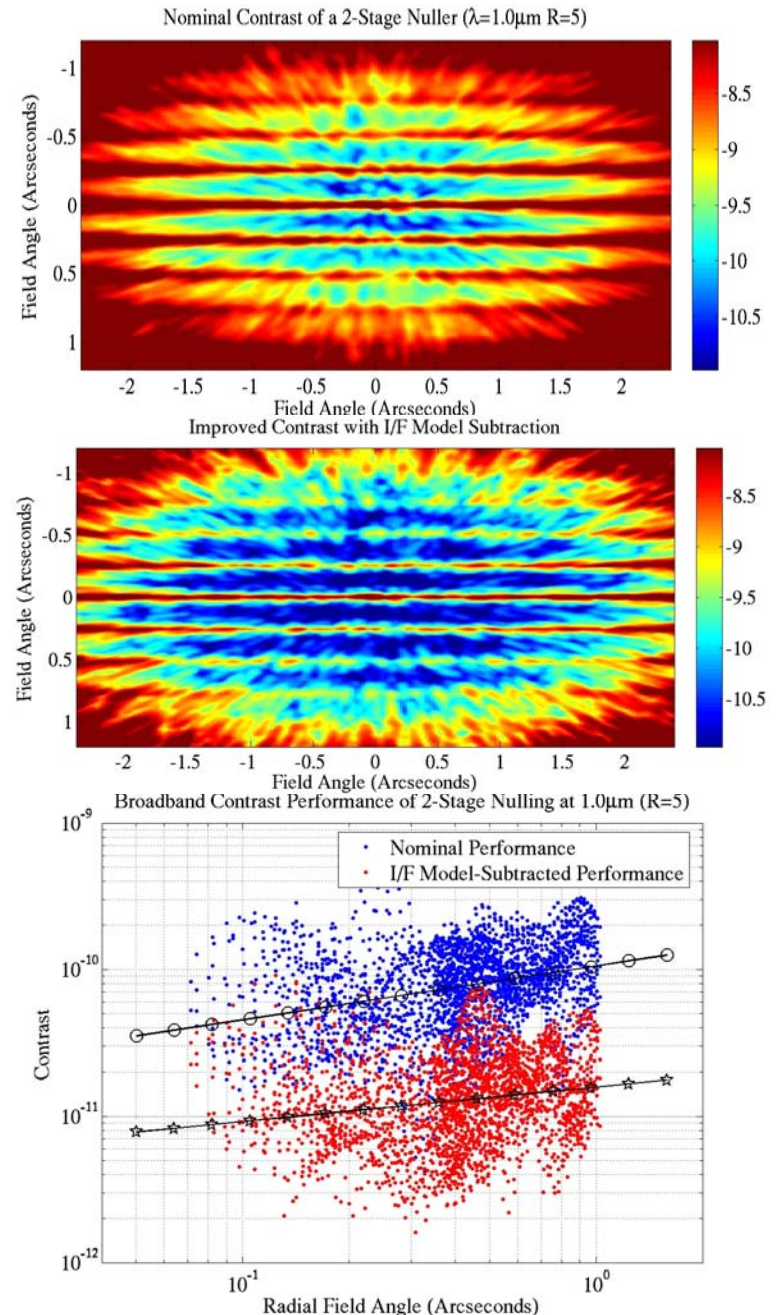 Nominal Contrast of a 2-Stage Nuller (λ=1.0μm R=5)
-1
-0.5
0
0.5
1
Field Angle (Arcseconds)
-2 -1.5 -1 -0.5 0 0.5 1 1.5 2
Field Angle (Arcseconds)
-8.5
-9
-9.5
-10
-10.5
Improved Contrast with I/F Model Subtraction
-1
-0.5
0
0.5
1
Field Angle (Arcseconds)
-2 -1.5 -1 -0.5 0 0.5 1 1.5 2
Field Angle (Arcseconds)
-8.5
-9
-9.5
-10
-10.5
Broadband Contrast Performance of 2-Stage Nulling at 1.0μm (R=5)
Nominal Performance
I/F Model-Subtracted Performance
10⁻⁹
10⁻¹⁰
10⁻¹¹
10⁻¹²
Contrast
10⁻¹ 10⁰
Radial Field Angle (Arcseconds)